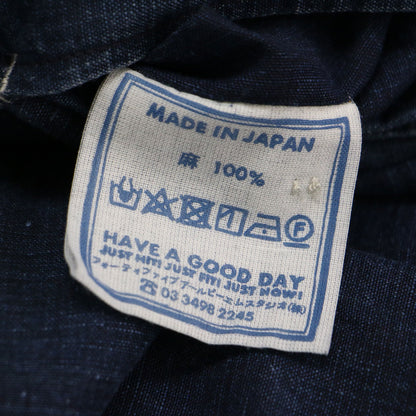 MADE IN JAPAN
麻 100%
F
HAVE A GOOD DAY
JUST HIT! JUST FIT! JUST NOW!
フォーティファイブアールピーエムスタジオ(株)
☎ 03 3498 2245